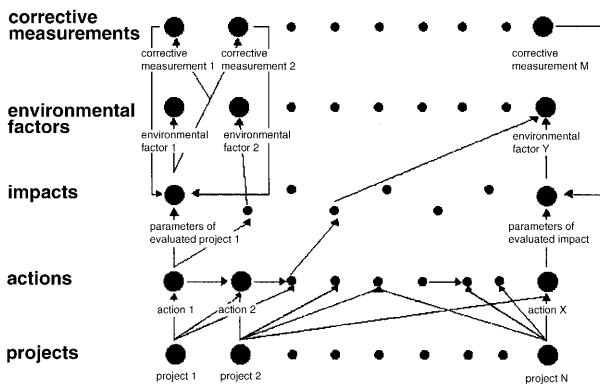 corrective
measurements
corrective
measurement 1
corrective
measurement 2
corrective
measurement M
environmental
factors
environmental
factor 1
environmental
factor 2
environmental
factor Y
impacts
parameters of
evaluated project 1
parameters of
evaluated impact
actions
action 1
action 2
action X
projects
project 1
project 2
project N